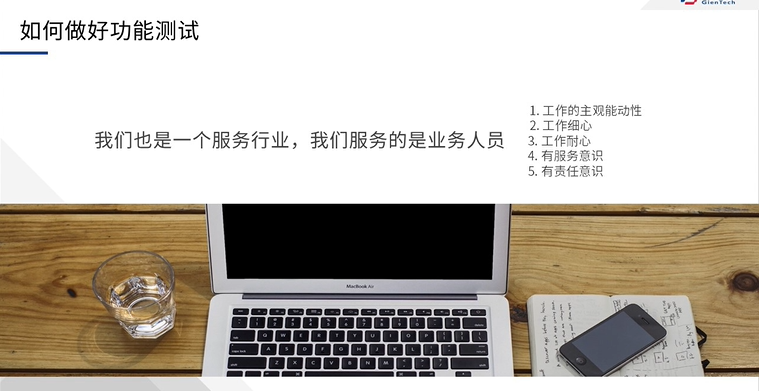 GienTech
如何做好功能测试
我们也是一个服务行业，我们服务的是业务人员
1. 工作的主观能动性
2. 工作细心
3. 工作耐心
4. 有服务意识
5. 有责任意识
MacBook Air